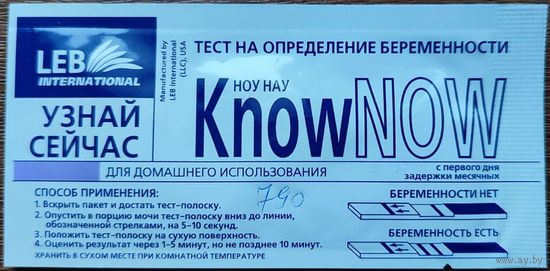 LEB
INTERNATIONAL
УЗНАЙ
СЕЙЧАС
Manufactured by
LEB International
(LLC), USA
ТЕСТ НА ОПРЕДЕЛЕНИЕ БЕРЕМЕННОСТИ
НОУ НАУ
KnowNOW
ДЛЯ ДОМАШНЕГО ИСПОЛЬЗОВАНИЯ
с первого дня
задержки месячных
СПОСОБ ПРИМЕНЕНИЯ:
1. Вскрыть пакет и достать тест-полоску.
2. Опустить в порцию мочи тест-полоску вниз до линии,
обозначенной стрелками, на 5-10 секунд.
3. Положить тест-полоску на сухую поверхность.
4. Оценить результат через 1-5 минут, но не позднее 10 минут.
ХРАНИТЬ В СУХОМ МЕСТЕ ПРИ КОМНАТНОЙ ТЕМПЕРАТУРЕ
790
БЕРЕМЕННОСТИ НЕТ
БЕРЕМЕННОСТЬ ЕСТЬ
© www.ay.by